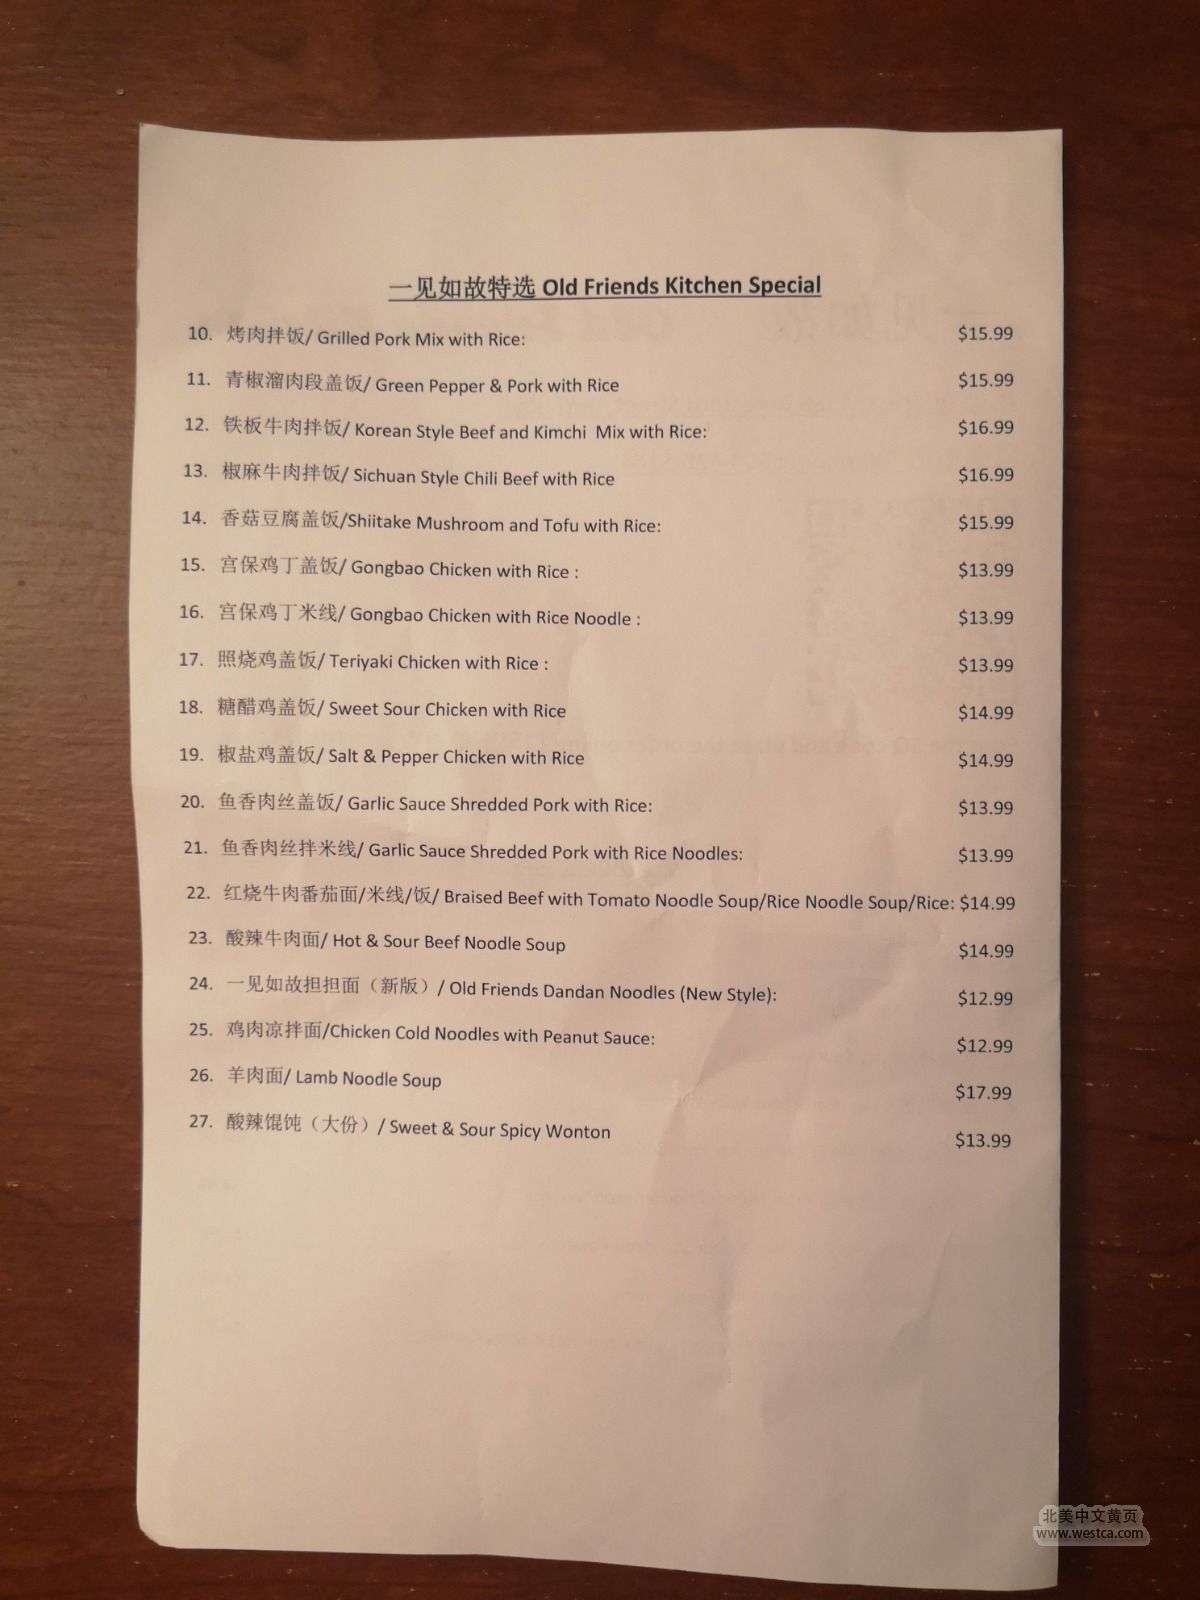 一见如故特选 Old Friends Kitchen Special
10. 烤肉拌饭/ Grilled Pork Mix with Rice: $15.99
11. 青椒溜肉段盖饭/ Green Pepper & Pork with Rice $15.99
12. 铁板牛肉拌饭/ Korean Style Beef and Kimchi Mix with Rice: $16.99
13. 椒麻牛肉拌饭/ Sichuan Style Chili Beef with Rice $16.99
14. 香菇豆腐盖饭/Shiitake Mushroom and Tofu with Rice: $15.99
15. 宫保鸡丁盖饭/ Gongbao Chicken with Rice : $13.99
16. 宫保鸡丁米线/ Gongbao Chicken with Rice Noodle : $13.99
17. 照烧鸡盖饭/ Teriyaki Chicken with Rice : $13.99
18. 糖醋鸡盖饭/ Sweet Sour Chicken with Rice $14.99
19. 椒盐鸡盖饭/ Salt & Pepper Chicken with Rice $14.99
20. 鱼香肉丝盖饭/ Garlic Sauce Shredded Pork with Rice: $13.99
21. 鱼香肉丝拌米线/ Garlic Sauce Shredded Pork with Rice Noodles: $13.99
22. 红烧牛肉番茄面/米线/饭/ Braised Beef with Tomato Noodle Soup/Rice Noodle Soup/Rice: $14.99
23. 酸辣牛肉面/ Hot & Sour Beef Noodle Soup $14.99
24. 一见如故担担面（新版）/ Old Friends Dandan Noodles (New Style): $12.99
25. 鸡肉凉拌面/Chicken Cold Noodles with Peanut Sauce: $12.99
26. 羊肉面/ Lamb Noodle Soup $17.99
27. 酸辣馄饨（大份）/ Sweet & Sour Spicy Wonton $13.99
北美中文黄页
www.westca.com